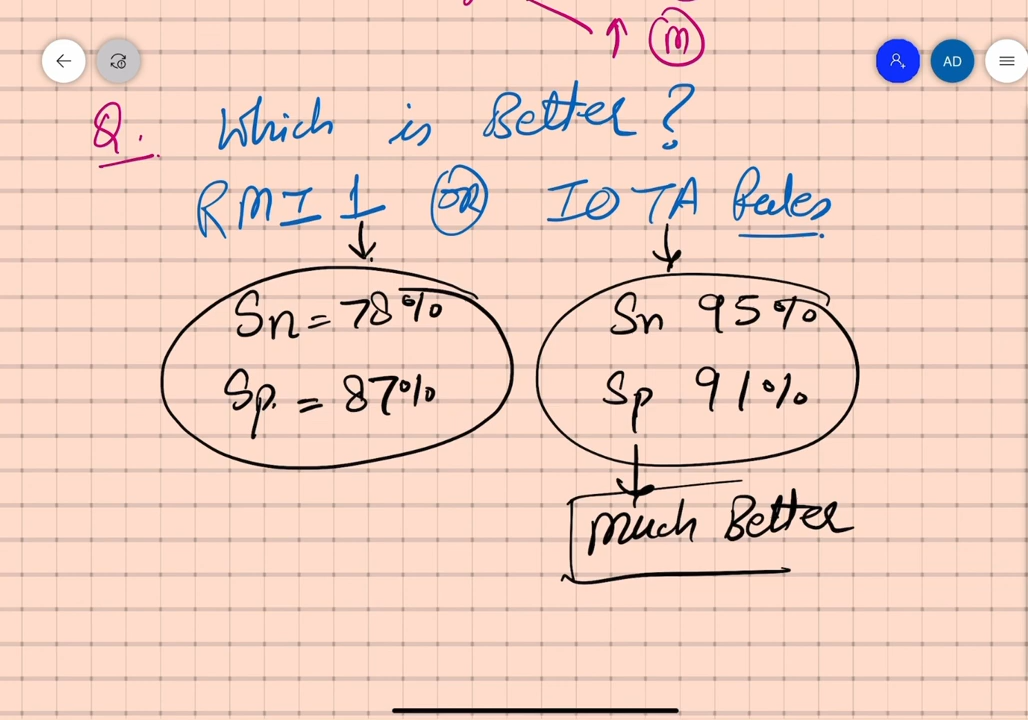 m
AD
Q. Which is Better ?
RMI 1 OR IOTA Rules
Sn = 78% Sn 95%
Sp. = 87% Sp 91%
Much Better